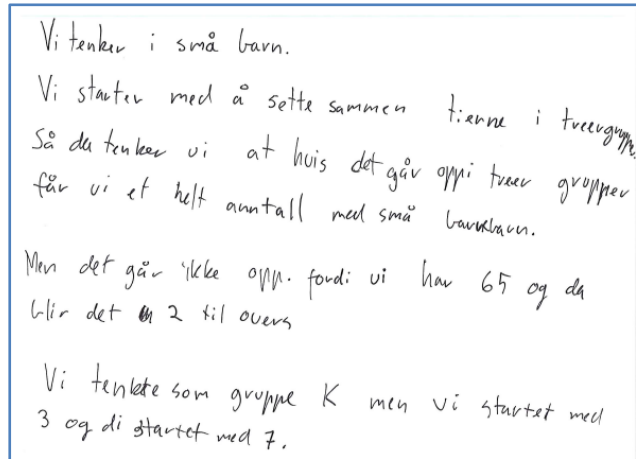 Vi tenker i små barn.
Vi starter med å sette sammen tierne i treergrupper.
Så da tenker vi at hvis det går oppi treer grupper
får vi et helt anntall med små barn.
Men det går ikke opp. fordi vi har 65 og da
blir det 2 til overs
Vi tenkte som gruppe K men vi startet med
3 og di startet med 7.